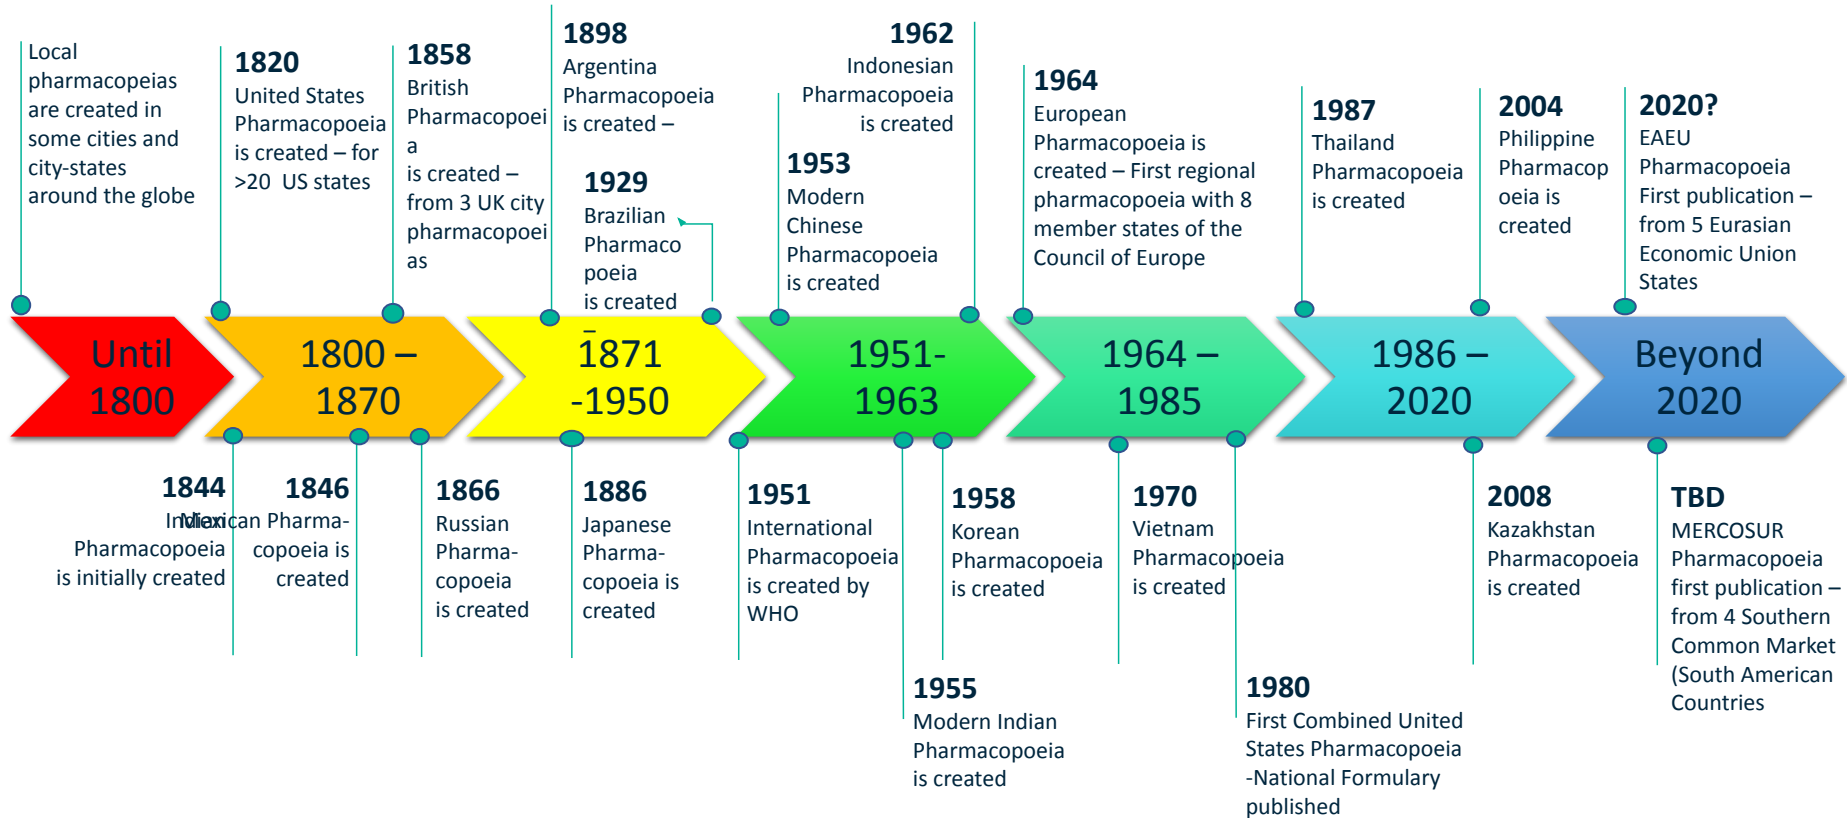 Local
pharmacopeias
are created in
some cities and
city-states
around the globe
1820
United States
Pharmacopoeia
is created – for
>20  US states
1858
British
Pharmacopoei
a
is created –
from 3 UK city
pharmacopoei
as
1898
Argentina
Pharmacopoeia
is created –
1929
Brazilian
Pharmaco
poeia
is created
–
1962
Indonesian
Pharmacopoeia
is created
1953
Modern
Chinese
Pharmacopoeia
is created
1964
European
Pharmacopoeia is
created – First regional
pharmacopoeia with 8
member states of the
Council of Europe
1987
Thailand
Pharmacopoeia
is created
2004
Philippine
Pharmacop
oeia is
created
2020?
EAEU
Pharmacopoeia
First publication –
from 5 Eurasian
Economic Union
States
Until
1800
1800 –
1870
1871
-1950
1951-
1963
1964 –
1985
1986 –
2020
Beyond
2020
1844
Indian
Pharmacopoeia
is initially created
1846
Mexican Pharma-
copoeia is
created
1866
Russian
Pharma-
copoeia
is created
1886
Japanese
Pharma-
copoeia is
created
1951
International
Pharmacopoeia
is created by
WHO
1955
Modern Indian
Pharmacopoeia
is created
1958
Korean
Pharmacopoeia
is created
1970
Vietnam
Pharmacopoeia
is created
1980
First Combined United
States Pharmacopoeia
-National Formulary
published
2008
Kazakhstan
Pharmacopoeia
is created
TBD
MERCOSUR
Pharmacopoeia
first publication –
from 4 Southern
Common Market
(South American
Countries